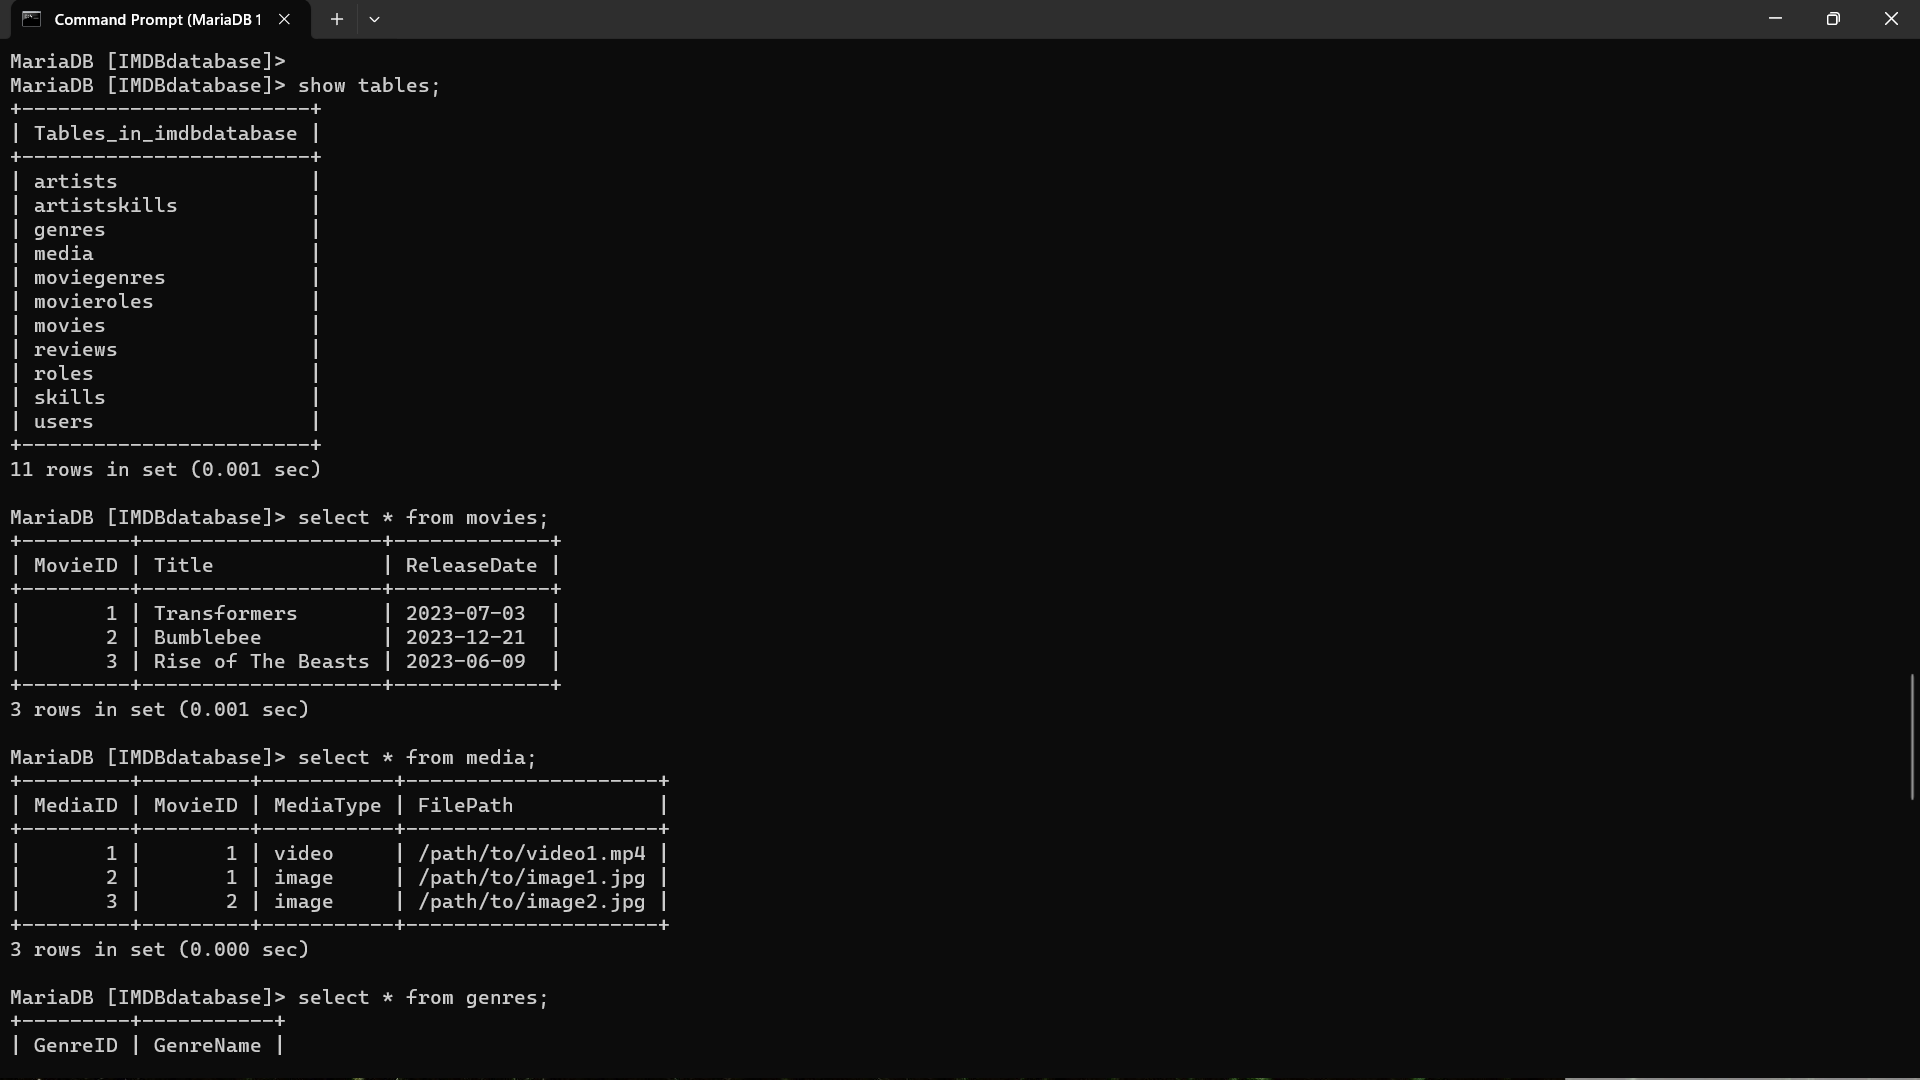 Command Prompt (MariaDB 1
MariaDB [IMDBdatabase]>
MariaDB [IMDBdatabase]> show tables;
+------------------------+
| Tables_in_imdbdatabase |
+------------------------+
| artists                |
| artistskills           |
| genres                 |
| media                  |
| moviegenres            |
| movieroles             |
| movies                 |
| reviews                |
| roles                  |
| skills                 |
| users                  |
+------------------------+
11 rows in set (0.001 sec)
MariaDB [IMDBdatabase]> select * from movies;
+---------+--------------------+-------------+
| MovieID | Title              | ReleaseDate |
+---------+--------------------+-------------+
|       1 | Transformers       | 2023-07-03  |
|       2 | Bumblebee          | 2023-12-21  |
|       3 | Rise of The Beasts | 2023-06-09  |
+---------+--------------------+-------------+
3 rows in set (0.001 sec)
MariaDB [IMDBdatabase]> select * from media;
+---------+---------+-----------+---------------------+
| MediaID | MovieID | MediaType | FilePath            |
+---------+---------+-----------+---------------------+
|       1 |       1 | video     | /path/to/video1.mp4 |
|       2 |       1 | image     | /path/to/image1.jpg |
|       3 |       2 | image     | /path/to/image2.jpg |
+---------+---------+-----------+---------------------+
3 rows in set (0.000 sec)
MariaDB [IMDBdatabase]> select * from genres;
+---------+-----------+
| GenreID | GenreName |